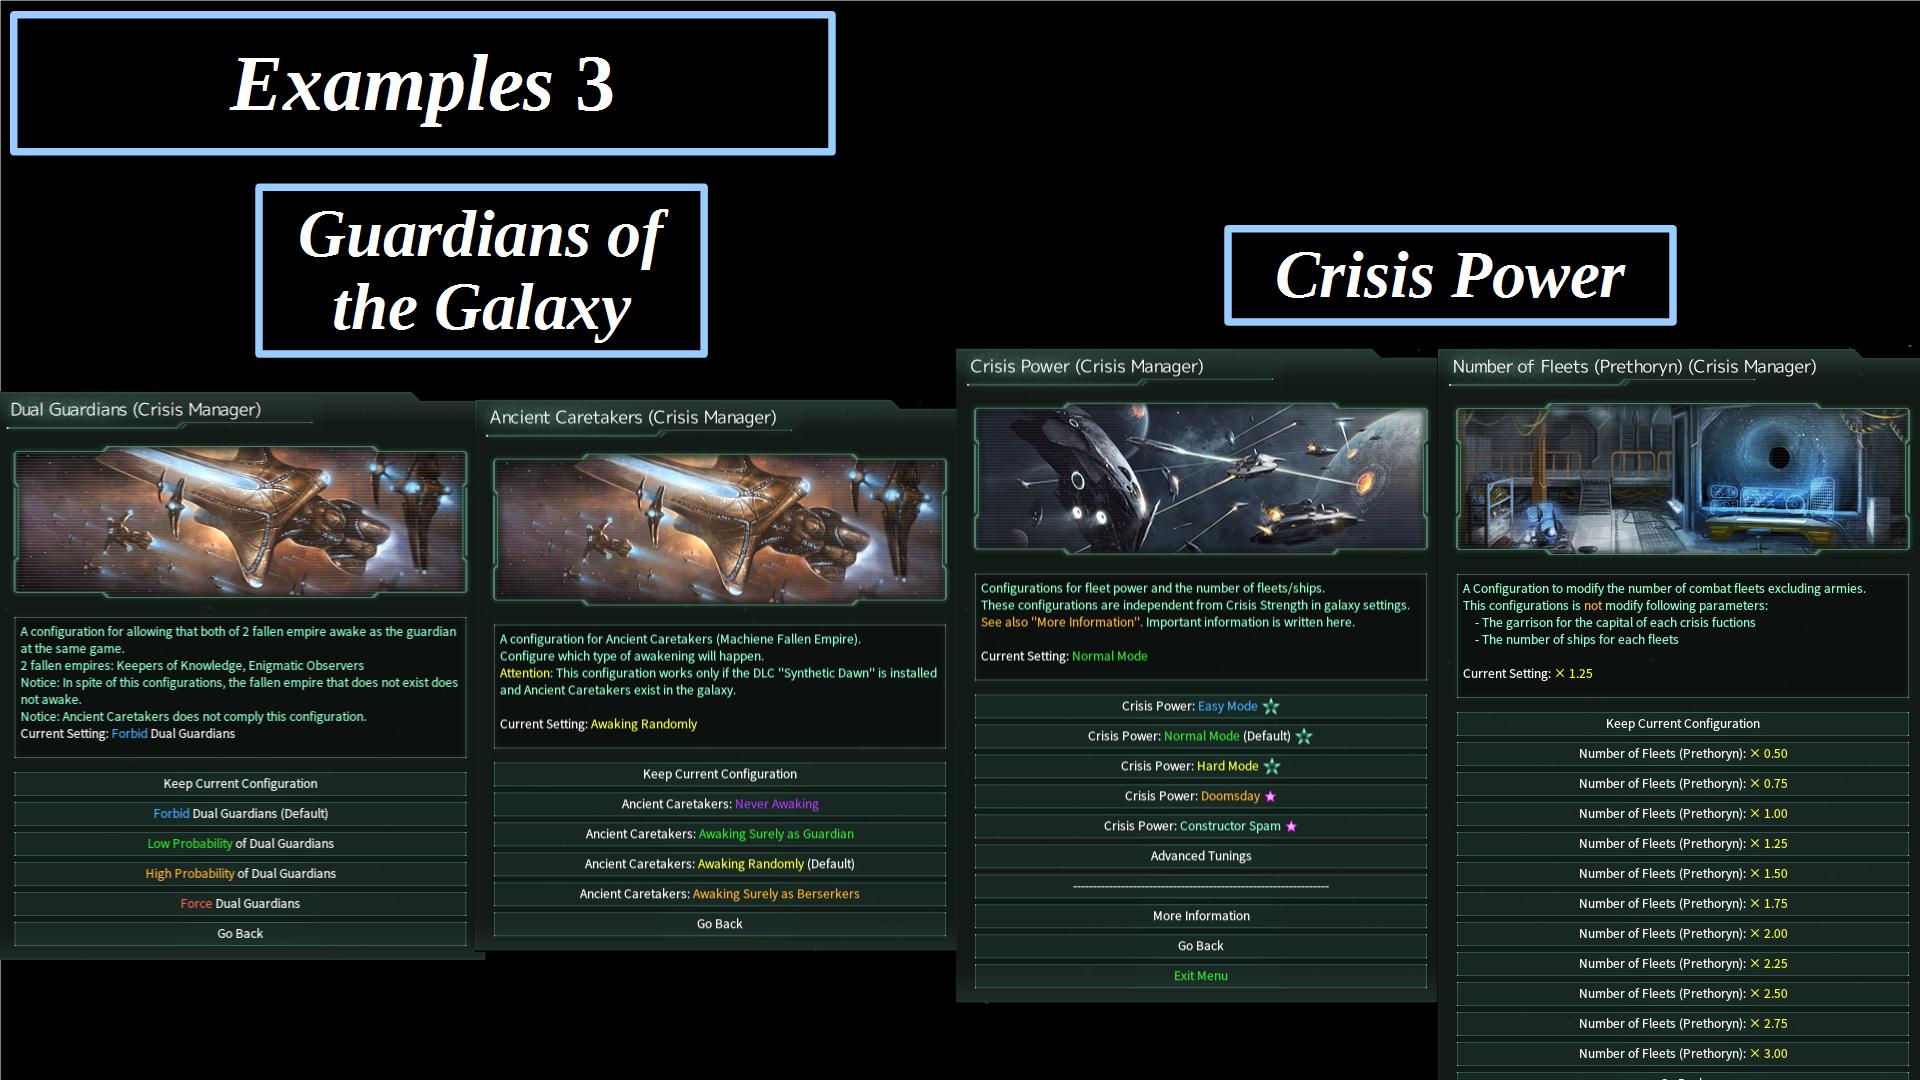 Examples 3
Guardians of
the Galaxy
Crisis Power
Dual Guardians (Crisis Manager)
A configuration for allowing that both of 2 fallen empire awake as the guardian
at the same game.
2 fallen empires: Keepers of Knowledge, Enigmatic Observers
Notice: In spite of this configurations, the fallen empire that does not exist does
not awake.
Notice: Ancient Caretakers does not comply this configuration.
Current Setting: Forbid Dual Guardians
Keep Current Configuration
Forbid Dual Guardians (Default)
Low Probability of Dual Guardians
High Probability of Dual Guardians
Force Dual Guardians
Go Back
Ancient Caretakers (Crisis Manager)
A configuration for Ancient Caretakers (Machiene Fallen Empire).
Configure which type of awakening will happen.
Attention: This configuration works only if the DLC "Synthetic Dawn" is installed
and Ancient Caretakers exist in the galaxy.
Current Setting: Awaking Randomly
Keep Current Configuration
Ancient Caretakers: Never Awaking
Ancient Caretakers: Awaking Surely as Guardian
Ancient Caretakers: Awaking Randomly (Default)
Ancient Caretakers: Awaking Surely as Berserkers
Go Back
Crisis Power (Crisis Manager)
Configurations for fleet power and the number of fleets/ships.
These configurations are independent from Crisis Strength in galaxy settings.
See also "More Information". Important information is written here.
Current Setting: Normal Mode
Crisis Power: Easy Mode
Crisis Power: Normal Mode (Default)
Crisis Power: Hard Mode
Crisis Power: Doomsday
Crisis Power: Constructor Spam
Advanced Tunings
----------------------------------------------------------------
More Information
Go Back
Exit Menu
Number of Fleets (Prethoryn) (Crisis Manager)
A Configuration to modify the number of combat fleets excluding armies.
This configurations is not modify following parameters:
- The garrison for the capital of each crisis fuctions
- The number of ships for each fleets
Current Setting: × 1.25
Keep Current Configuration
Number of Fleets (Prethoryn): × 0.50
Number of Fleets (Prethoryn): × 0.75
Number of Fleets (Prethoryn): × 1.00
Number of Fleets (Prethoryn): × 1.25
Number of Fleets (Prethoryn): × 1.50
Number of Fleets (Prethoryn): × 1.75
Number of Fleets (Prethoryn): × 2.00
Number of Fleets (Prethoryn): × 2.25
Number of Fleets (Prethoryn): × 2.50
Number of Fleets (Prethoryn): × 2.75
Number of Fleets (Prethoryn): × 3.00